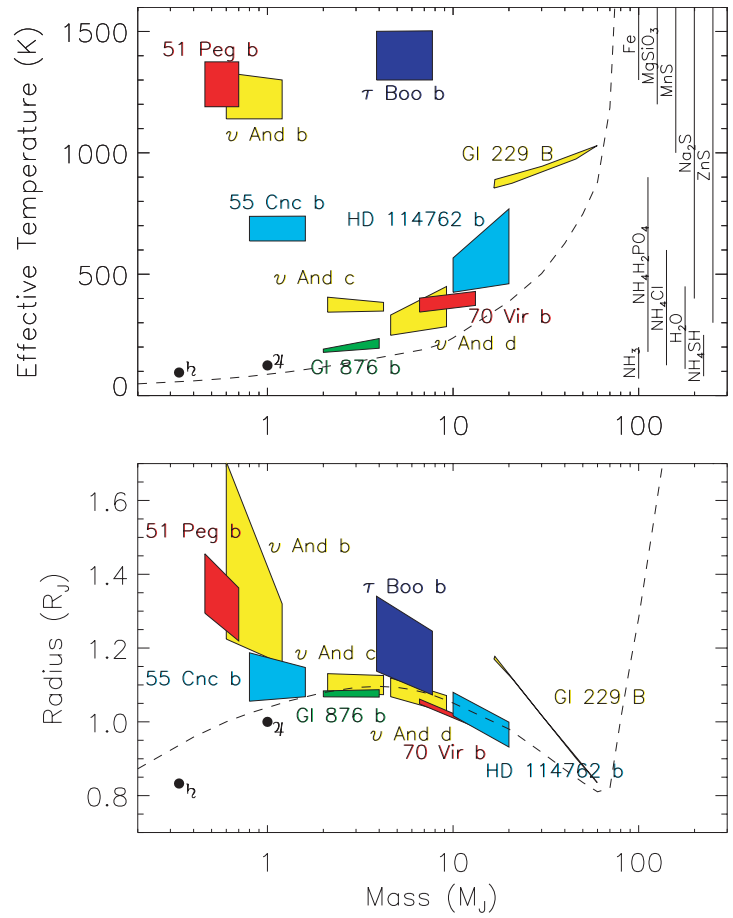 1500
1000
500
0
Effective Temperature (K)
51 Peg b
τ Boo b
υ And b
Gl 229 B
55 Cnc b
HD 114762 b
υ And c
70 Vir b
υ And d
Gl 876 b
♄
♃
Fe
MgSiO3
MnS
Na2S
ZnS
NH4H2PO4
NH4Cl
H2O
NH3
NH4SH
1
10
100
1.6
1.4
1.2
1.0
0.8
Radius (RJ)
51 Peg b
υ And b
τ Boo b
υ And c
55 Cnc b
Gl 229 B
Gl 876 b
υ And d
70 Vir b
HD 114762 b
♃
♄
1
10
100
Mass (MJ)